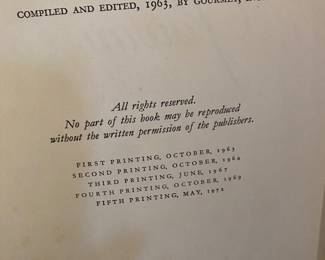 COMPILED AND EDITED, 1963, BY GOURMET,
All rights reserved.
No part of this book may be reproduced
without the written permission of the publishers.
FIRST PRINTING, OCTOBER, 1963
SECOND PRINTING, OCTOBER,
THIRD PRINTING, JUNE, 1967
FOURTH PRINTING, OCTOBER, 1969
FIFTH PRINTING, MAY, 1972